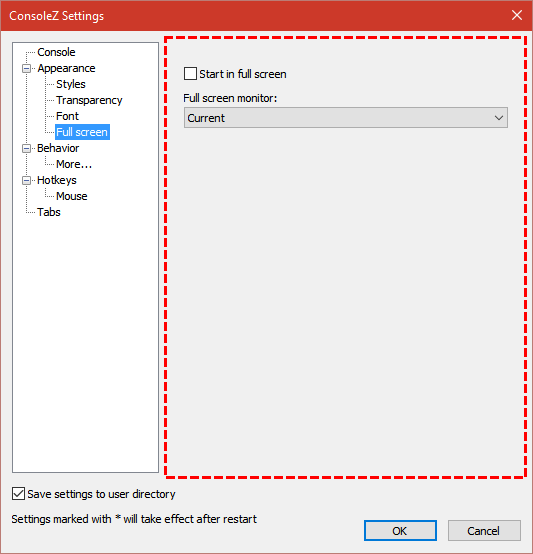 ConsoleZ Settings
Console
Appearance
Styles
Transparency
Font
Full screen
Behavior
More...
Hotkeys
Mouse
Tabs
Start in full screen
Full screen monitor:
Current
Save settings to user directory
Settings marked with * will take effect after restart
OK
Cancel